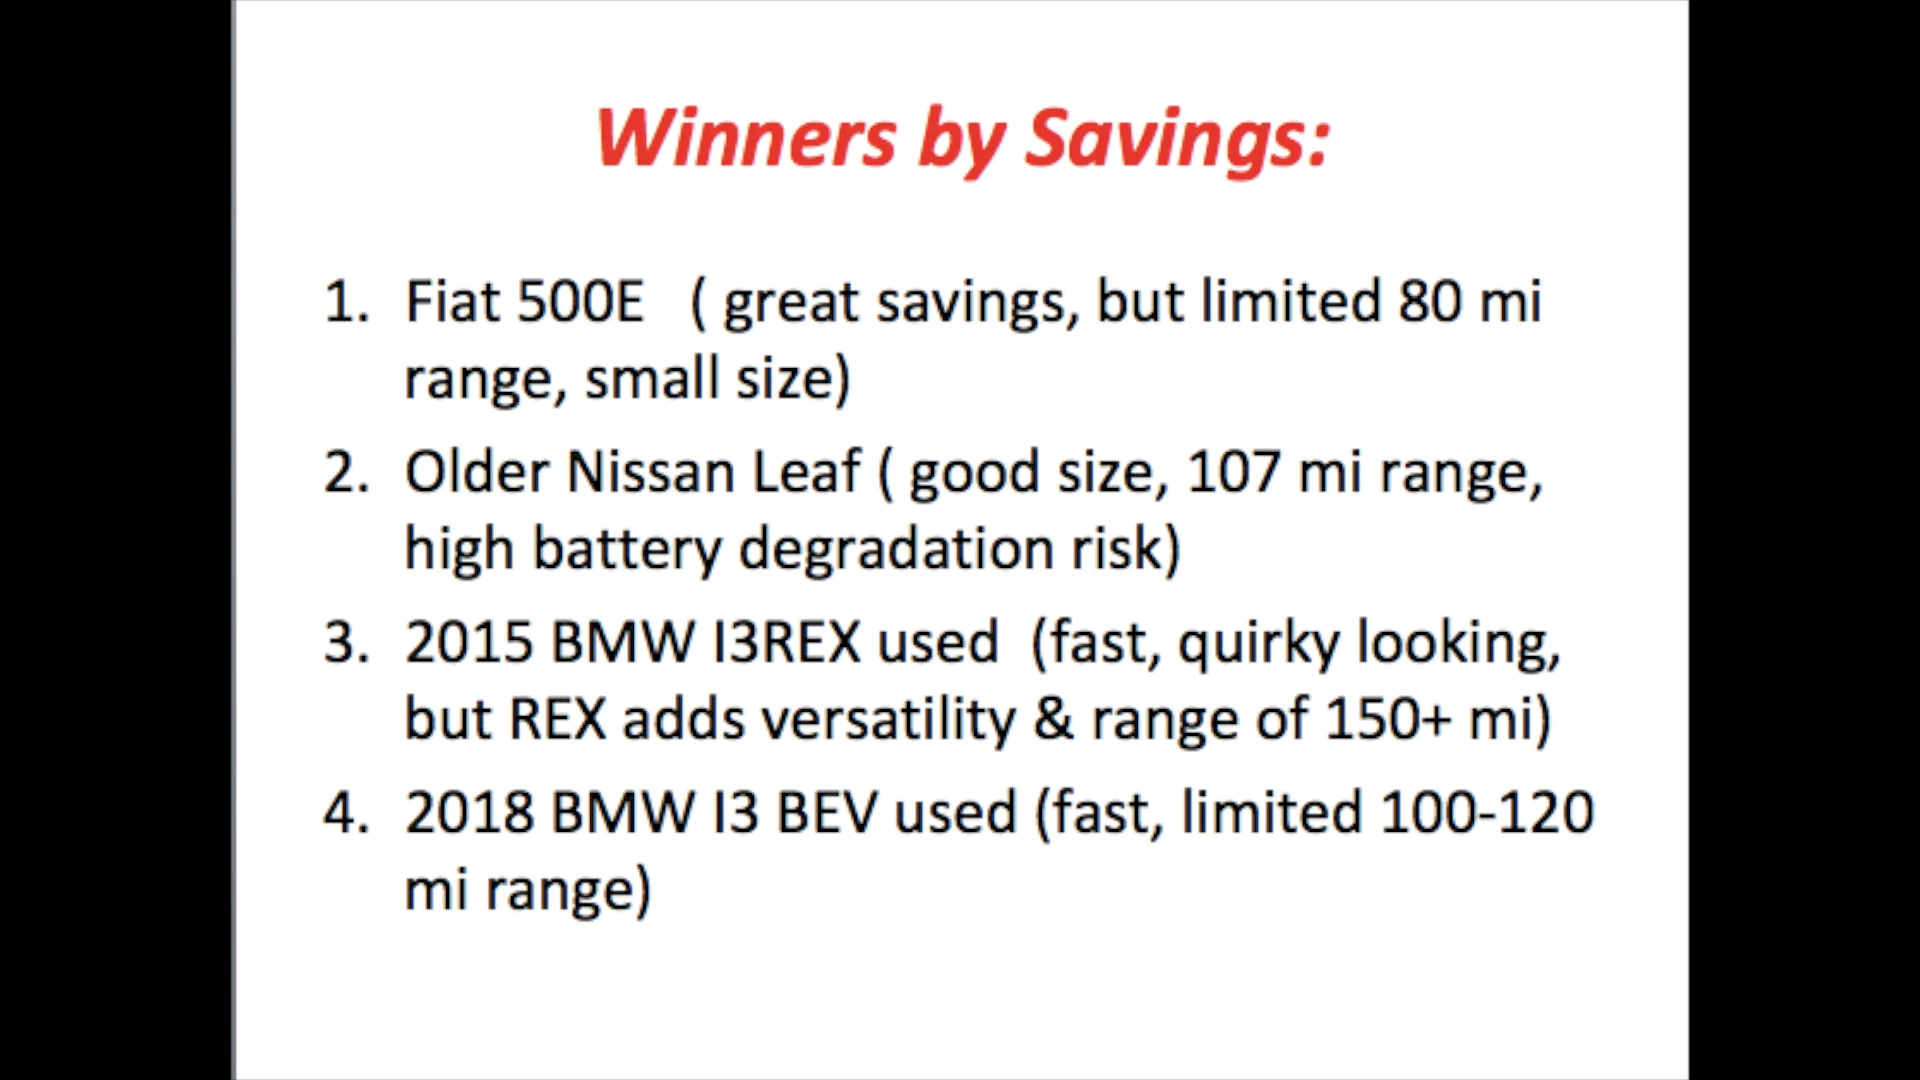 Winners by Savings:
1. Fiat 500E ( great savings, but limited 80 mi
range, small size)
2. Older Nissan Leaf ( good size, 107 mi range,
high battery degradation risk)
3. 2015 BMW I3REX used (fast, quirky looking,
but REX adds versatility & range of 150+ mi)
4. 2018 BMW I3 BEV used (fast, limited 100-120
mi range)